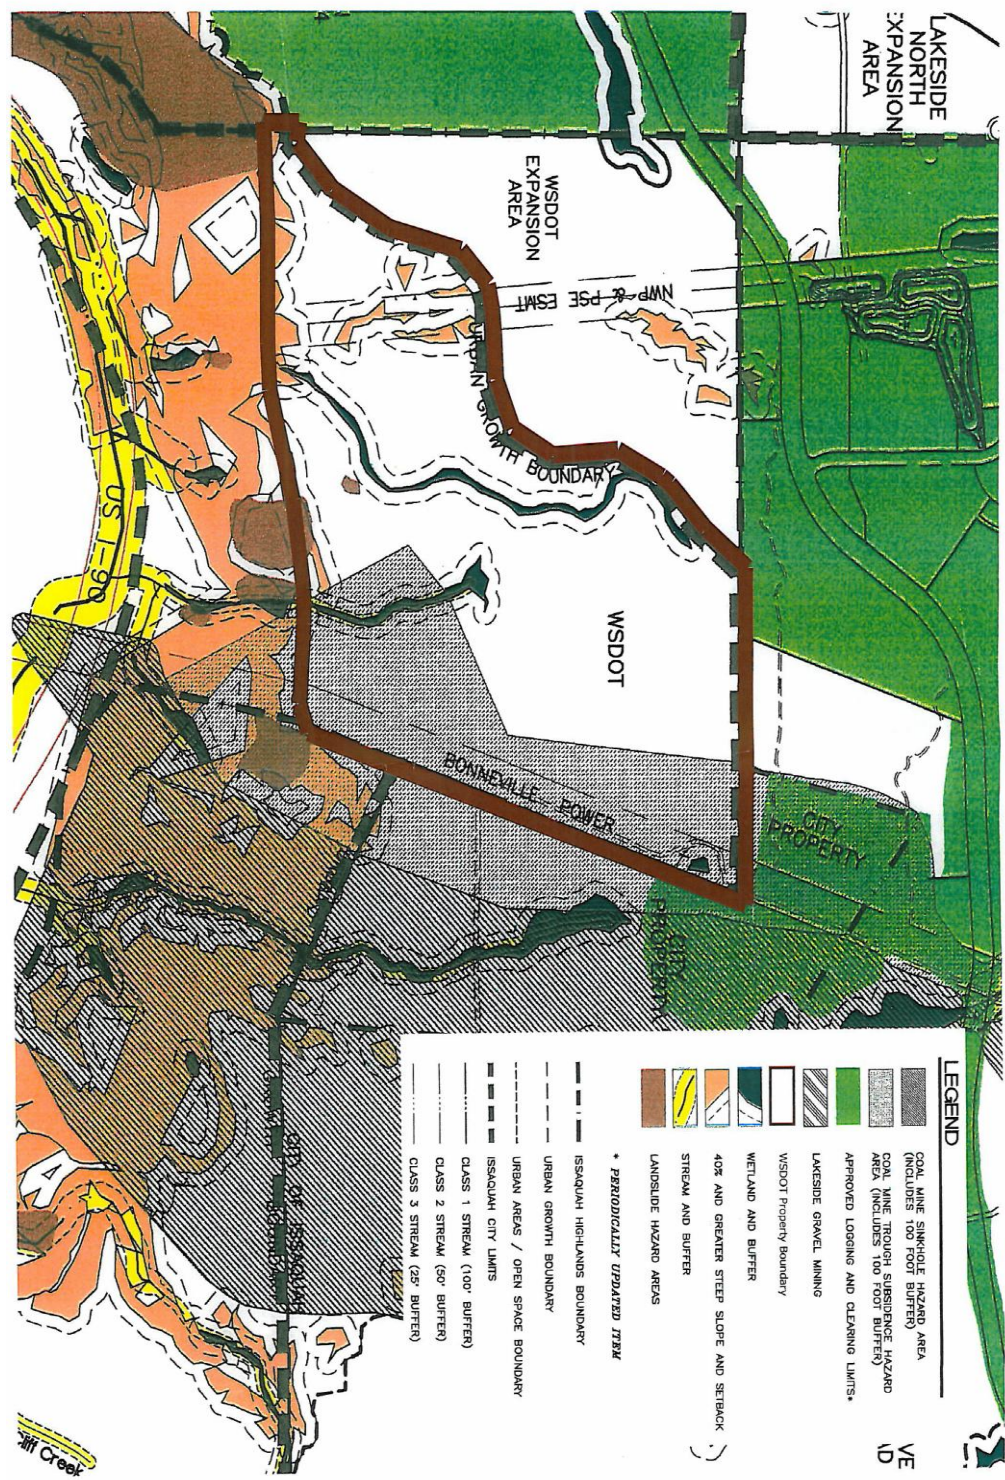 LAKESIDE
NORTH
EXPANSION
AREA
WSDOT
EXPANSION
AREA
NWP & PSE ESMT
URBAN GROWTH BOUNDARY
WSDOT
US I-90
BONNEVILLE POWER
CITY
PROPERTY
CITY
PROPERTY
CITY OF ISSAQUAH
LEGEND
COAL MINE SINKHOLE HAZARD AREA
(INCLUDES 100 FOOT BUFFER)
COAL MINE TROUGH SUBSIDENCE HAZARD
AREA (INCLUDES 100 FOOT BUFFER)
APPROVED LOGGING AND CLEARING LIMITS*
LAKESIDE GRAVEL MINING
WSDOT Property Boundary
WETLAND AND BUFFER
40% AND GREATER STEEP SLOPE AND SETBACK
STREAM AND BUFFER
LANDSLIDE HAZARD AREAS
* PERIODICALLY UPDATED ITEM
ISSAQUAH HIGHLANDS BOUNDARY
URBAN GROWTH BOUNDARY
URBAN AREAS / OPEN SPACE BOUNDARY
ISSAQUAH CITY LIMITS
CLASS 1 STREAM (100' BUFFER)
CLASS 2 STREAM (50' BUFFER)
CLASS 3 STREAM (25' BUFFER)
VE
D
Creek